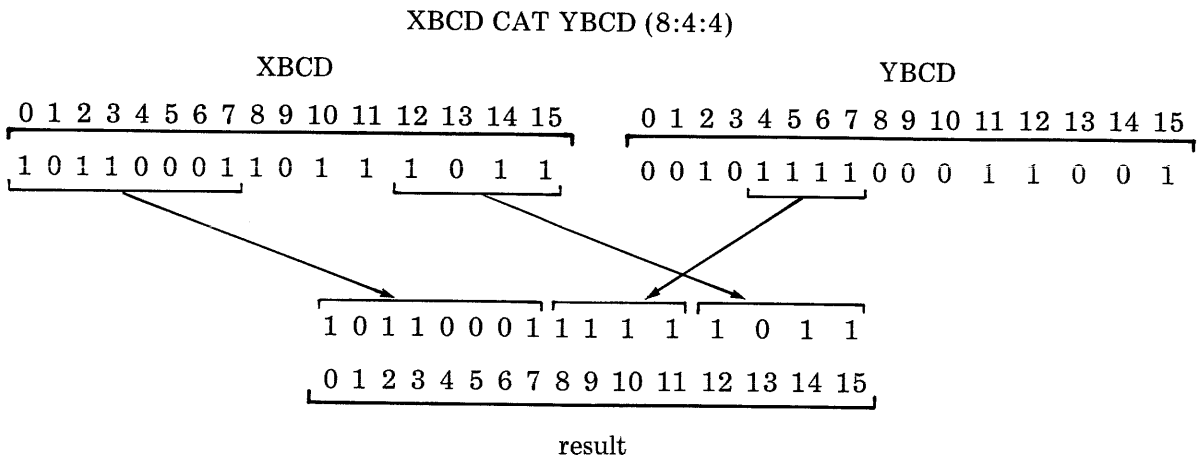 XBCD CAT YBCD (8:4:4)
XBCD YBCD
0 1 2 3 4 5 6 7 8 9 10 11 12 13 14 15 0 1 2 3 4 5 6 7 8 9 10 11 12 13 14 15
1 0 1 1 0 0 0 1 1 0 1 1 1 0 1 1 0 0 1 0 1 1 1 1 0 0 0 1 1 0 0 1
1 0 1 1 0 0 0 1 1 1 1 1 1 0 1 1
0 1 2 3 4 5 6 7 8 9 10 11 12 13 14 15
result